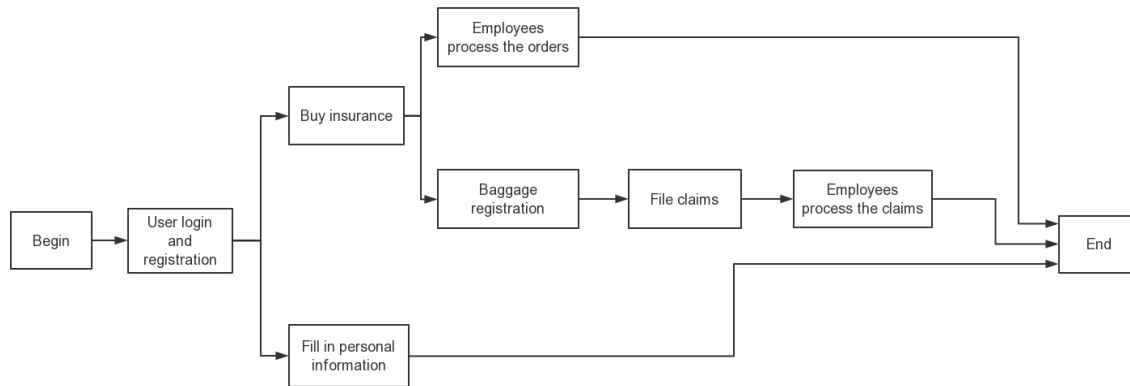 Employees
process the orders
Buy insurance
Baggage
registration
File claims
Employees
process the claims
Begin
User login
and
registration
End
Fill in personal
information